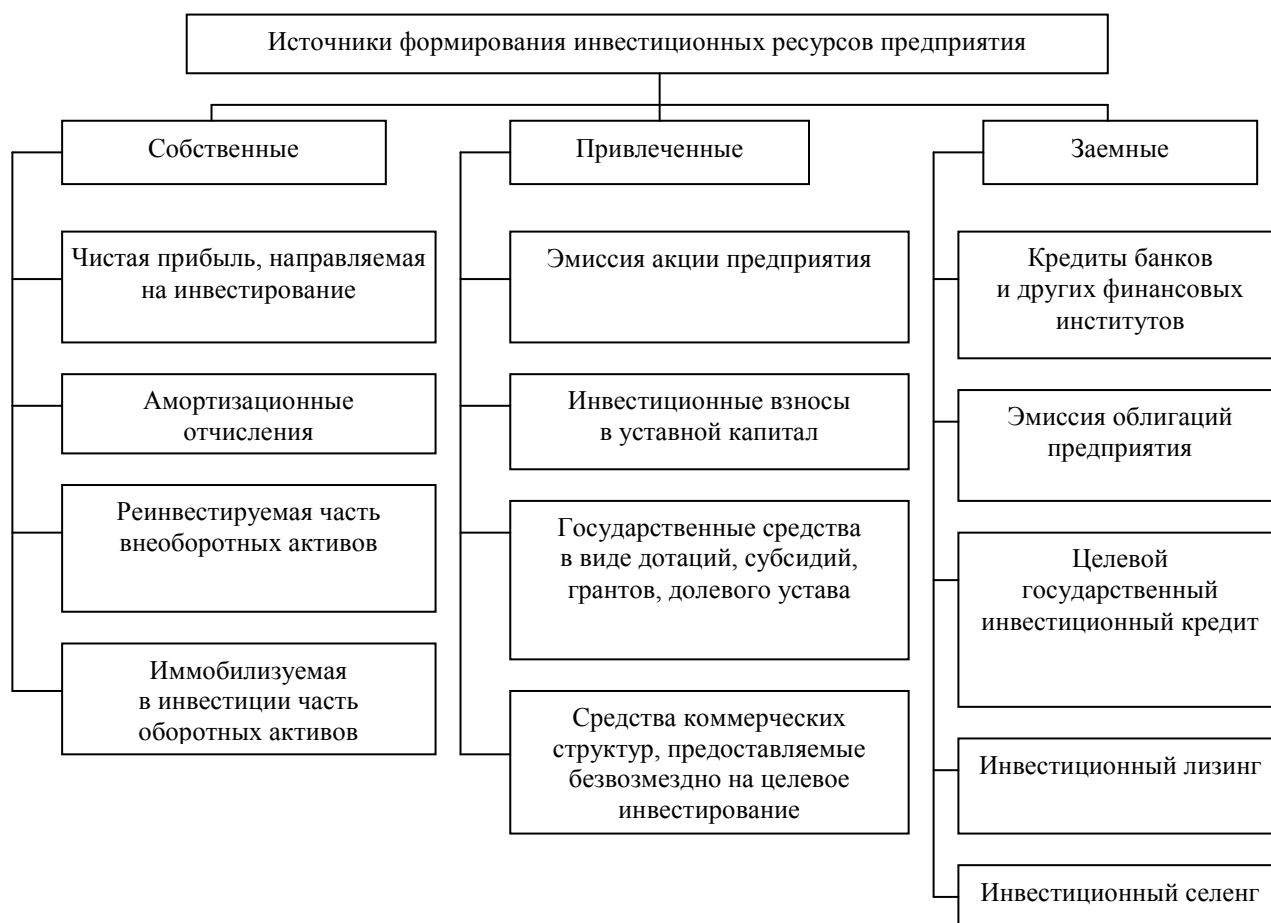 Источники формирования инвестиционных ресурсов предприятия
Собственные
Привлеченные
Заемные
Чистая прибыль, направляемая
на инвестирование
Амортизационные
отчисления
Реинвестируемая часть
внеоборотных активов
Иммобилизуемая
в инвестиции часть
оборотных активов
Эмиссия акции предприятия
Инвестиционные взносы
в уставной капитал
Государственные средства
в виде дотаций, субсидий,
грантов, долевого устава
Средства коммерческих
структур, предоставляемые
безвозмездно на целевое
инвестирование
Кредиты банков
и других финансовых
институтов
Эмиссия облигаций
предприятия
Целевой
государственный
инвестиционный кредит
Инвестиционный лизинг
Инвестиционный селенг